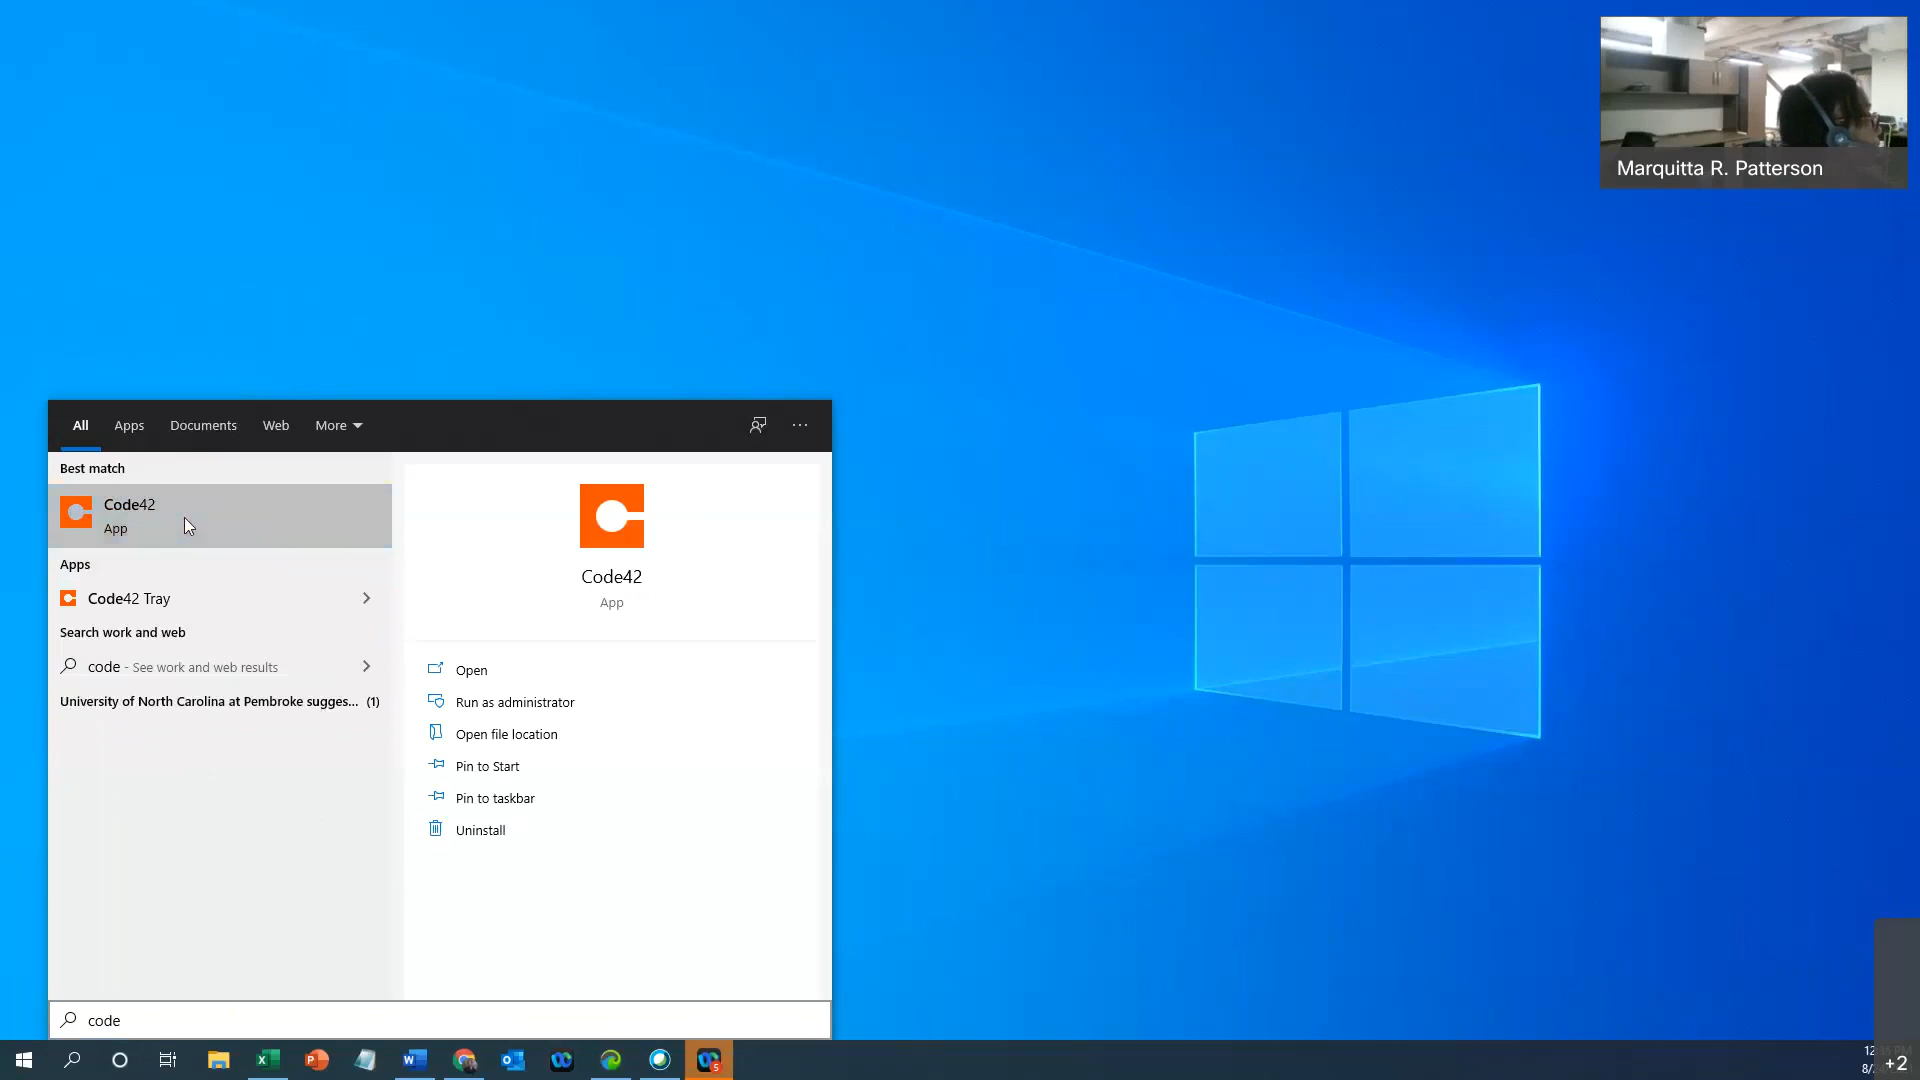 Marquitta R. Patterson
All Apps Documents Web More
Best match
Code42
App
Apps
Code42 Tray
Search work and web
code - See work and web results
University of North Carolina at Pembroke sugges... (1)
Code42
App
Open
Run as administrator
Open file location
Pin to Start
Pin to taskbar
Uninstall
code
+2